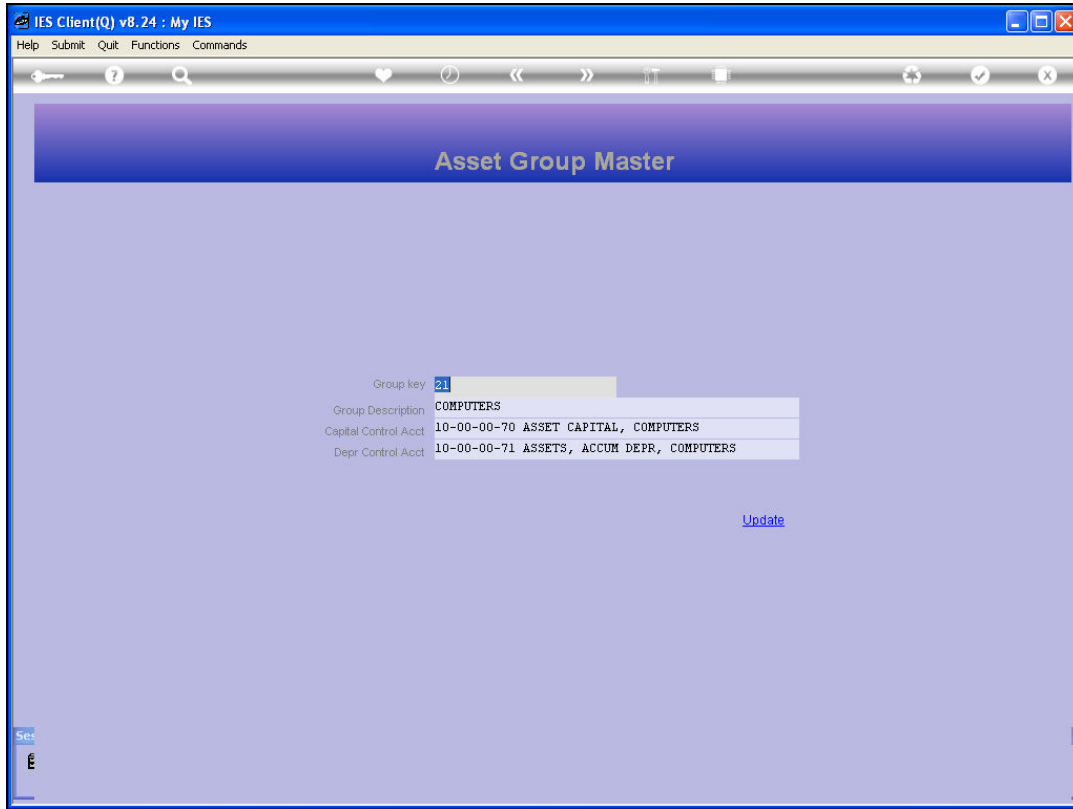 IES Client(Q) v8.24 : My IES
Help Submit Quit Functions Commands
Asset Group Master
Group key 21
Group Description COMPUTERS
Capital Control Acct 10-00-00-70 ASSET CAPITAL, COMPUTERS
Depr Control Acct 10-00-00-71 ASSETS, ACCUM DEPR, COMPUTERS
Update
Ses